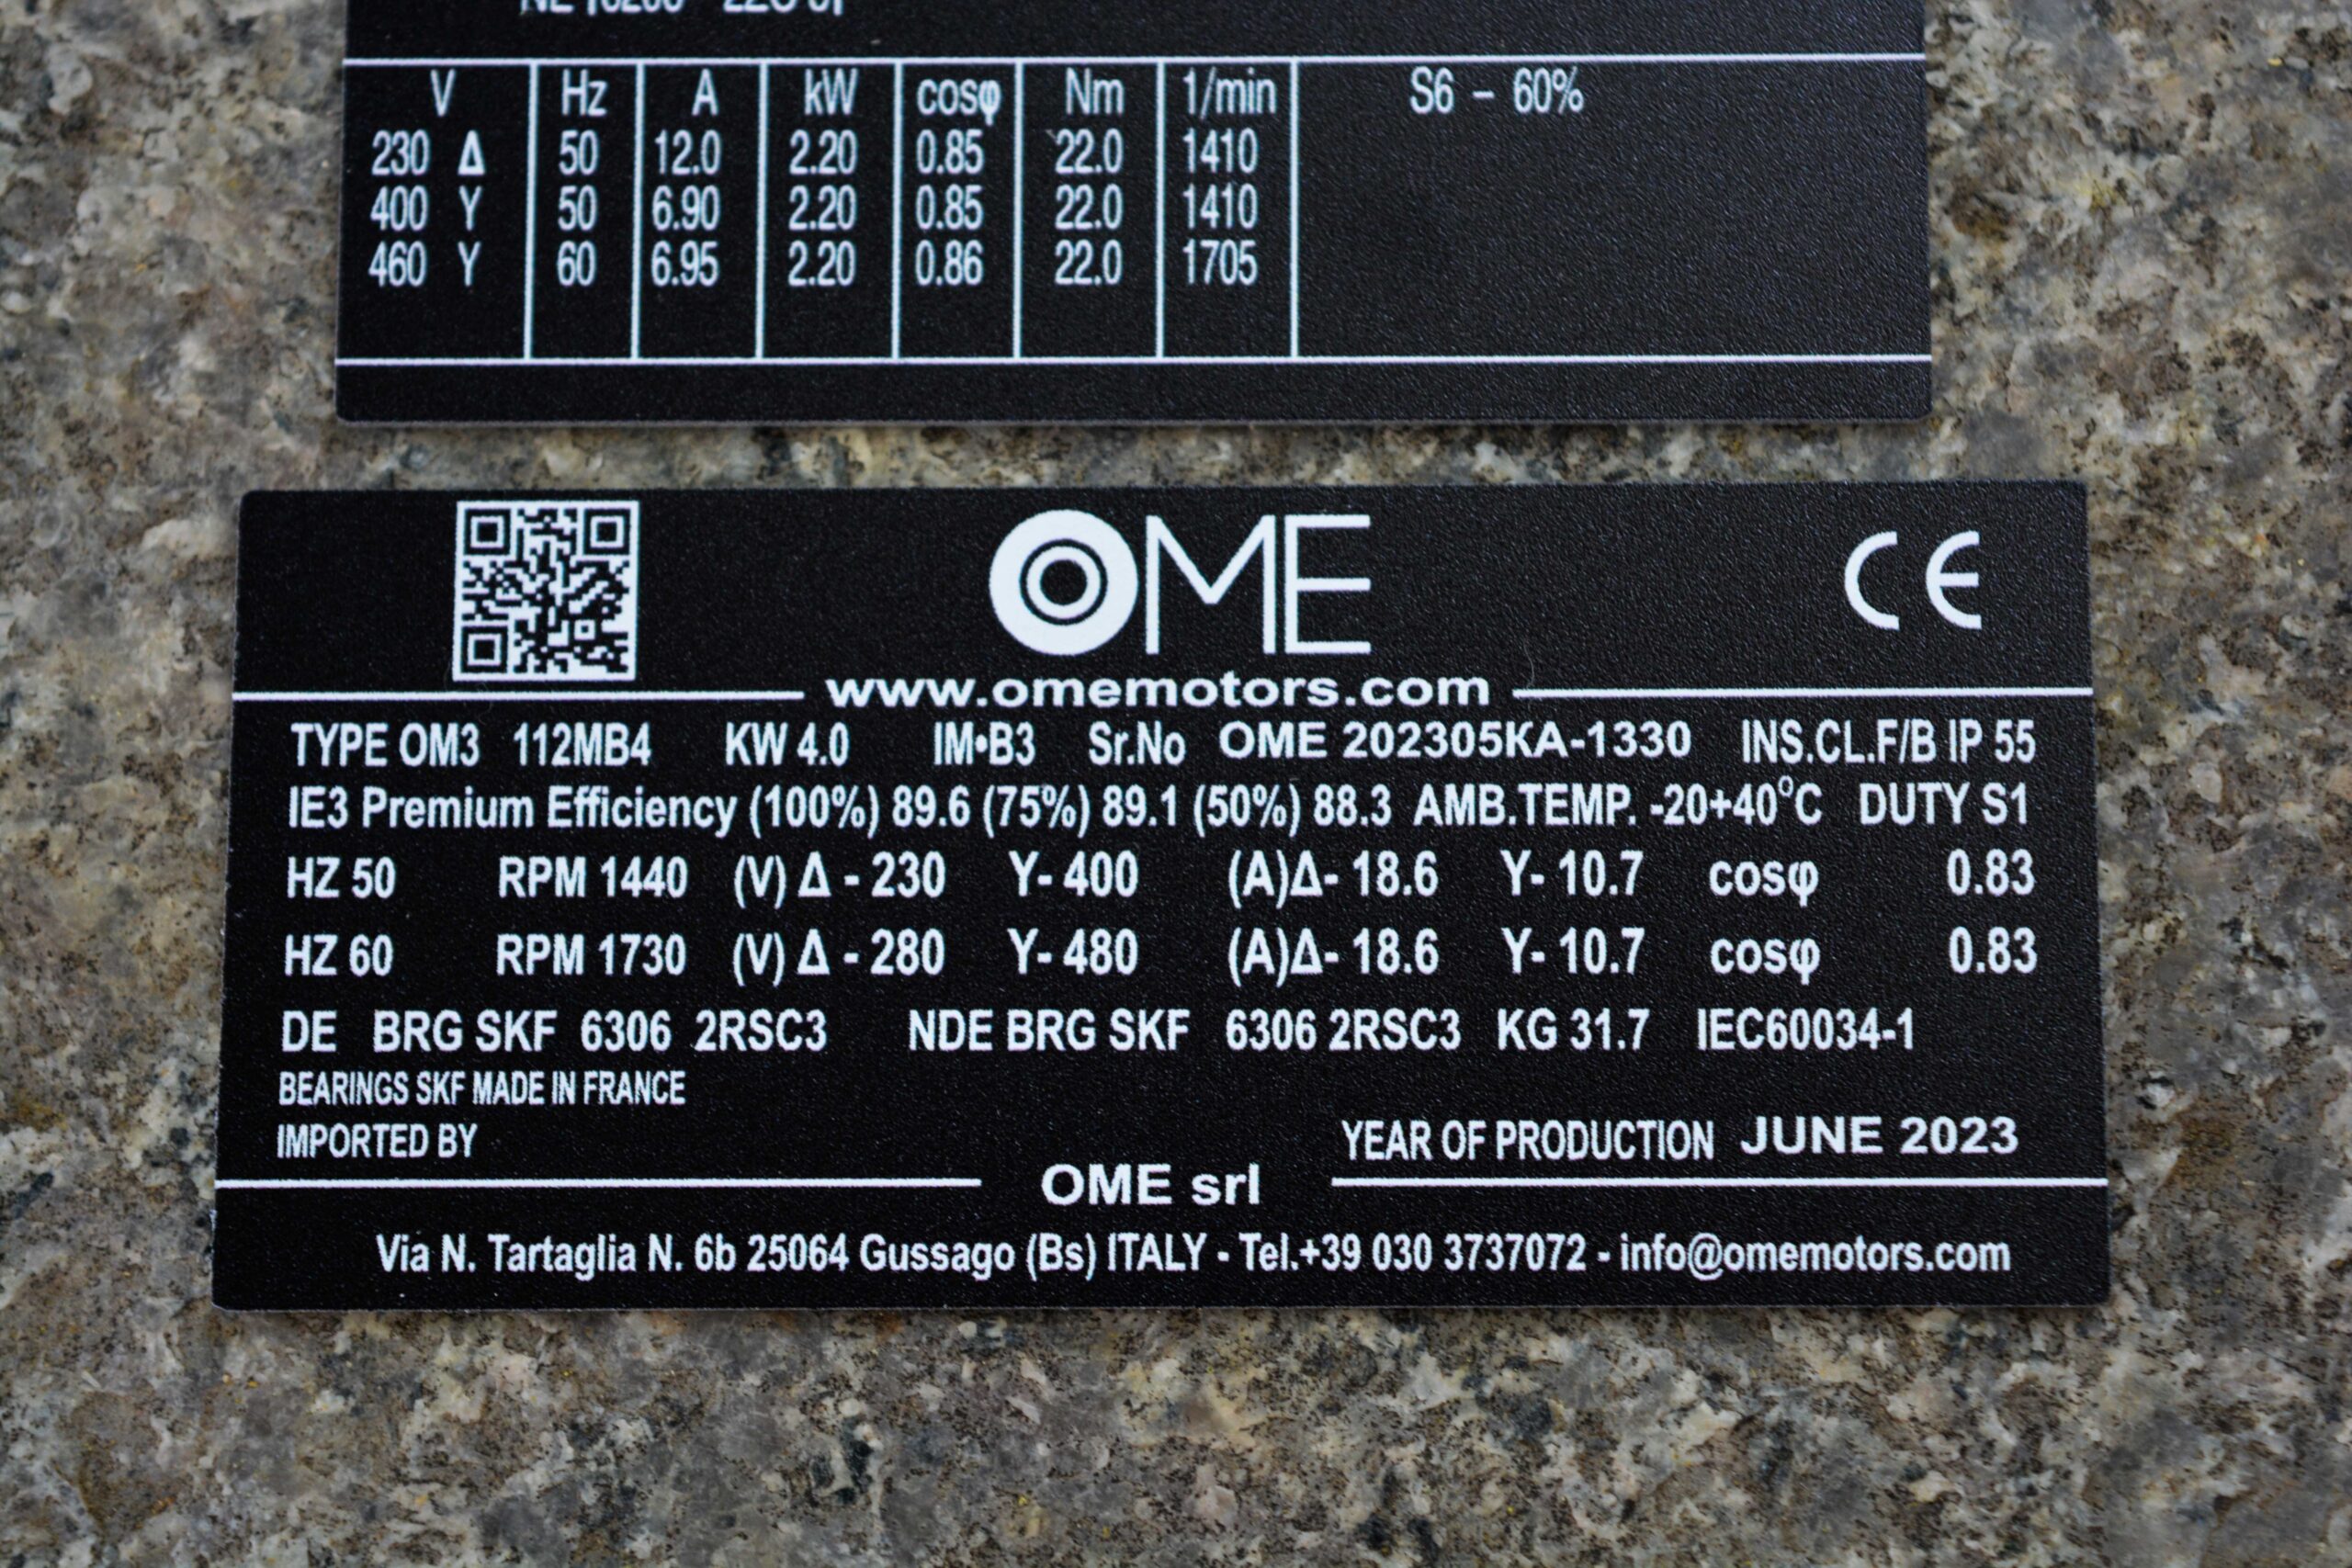 V Hz A kW cosφ Nm 1/min S6 - 60%
230 Δ 50 12.0 2.20 0.85 22.0 1410
400 Y 50 6.90 2.20 0.85 22.0 1410
460 Y 60 6.95 2.20 0.86 22.0 1705
OME CE
www.omemotors.com
TYPE OM3 112MB4 KW 4.0 IM•B3 Sr.No OME 202305KA-1330 INS.CL.F/B IP 55
IE3 Premium Efficiency (100%) 89.6 (75%) 89.1 (50%) 88.3 AMB.TEMP. -20+40°C DUTY S1
HZ 50 RPM 1440 (V) Δ - 230 Y- 400 (A)Δ- 18.6 Y- 10.7 cosφ 0.83
HZ 60 RPM 1730 (V) Δ - 280 Y- 480 (A)Δ- 18.6 Y- 10.7 cosφ 0.83
DE BRG SKF 6306 2RSC3 NDE BRG SKF 6306 2RSC3 KG 31.7 IEC60034-1
BEARINGS SKF MADE IN FRANCE
IMPORTED BY YEAR OF PRODUCTION JUNE 2023
OME srl
Via N. Tartaglia N. 6b 25064 Gussago (Bs) ITALY - Tel.+39 030 3737072 - info@omemotors.com